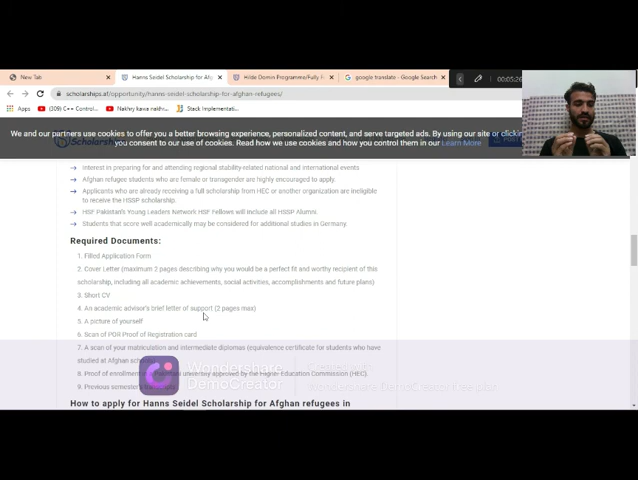 New Tab
Hanns Seidel Scholarship for Afg
Hilde Domin Programme/Fully F
google translate - Google Search
00:05:26
scholarships.af/opportunity/hanns-seidel-scholarship-for-afghan-refugees/
Apps
(309) C++ Control...
Nakhry kawa rakh...
Stack Implementati...
We and our partners use cookies to offer you a better browsing experience, personalized content, and serve targeted ads. By using our site or clicking
you consent to our use of cookies. Read how we use cookies and how you control them in our Learn More
Interest in preparing for and attending regional stability-related national and international events
Afghan refugee students who are female or transgender are highly encouraged to apply.
Applicants who are already receiving a full scholarship from HEC or another organization are ineligible
to receive the HSSP scholarship.
HSF Pakistan's Young Leaders Network HSF Fellows will include all HSSP Alumni.
Students that score well academically may be considered for additional studies in Germany.
Required Documents:
1. Filled Application Form
2. Cover Letter (maximum 2 pages describing why you would be a perfect fit and worthy recipient of this
scholarship, including all academic achievements, social activities, accomplishments and future plans)
3. Short CV
4. An academic advisor's brief letter of support (2 pages max)
5. A picture of yourself
6. Scan of POR Proof of Registration card
7. A scan of your matriculation and intermediate diplomas (equivalence certificate for students who have
studied at Afghan schools)
8. Proof of enrollment university approved by the Higher Education Commission (HEC).
9. Previous semester's
Wondershare
DemoCreator
How to apply for Hanns Seidel Scholarship for Afghan refugees in